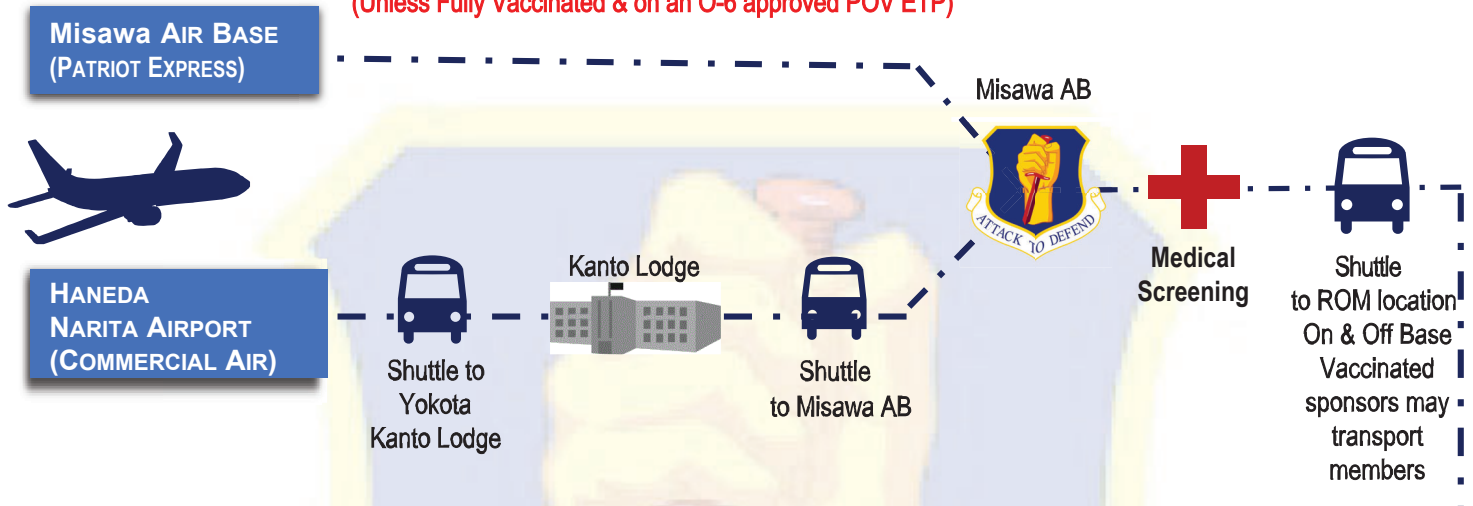 (Unless Fully Vaccinated & on an O-6 approved POV ETP)
MISAWA AIR BASE
(PATRIOT EXPRESS)
Misawa AB
ATTACK TO DEFEND
Medical
Screening
Shuttle
to ROM location
On & Off Base
Vaccinated
sponsors may
transport
members
HANEDA
NARITA AIRPORT
(COMMERCIAL AIR)
Shuttle to
Yokota
Kanto Lodge
Kanto Lodge
Shuttle
to Misawa AB